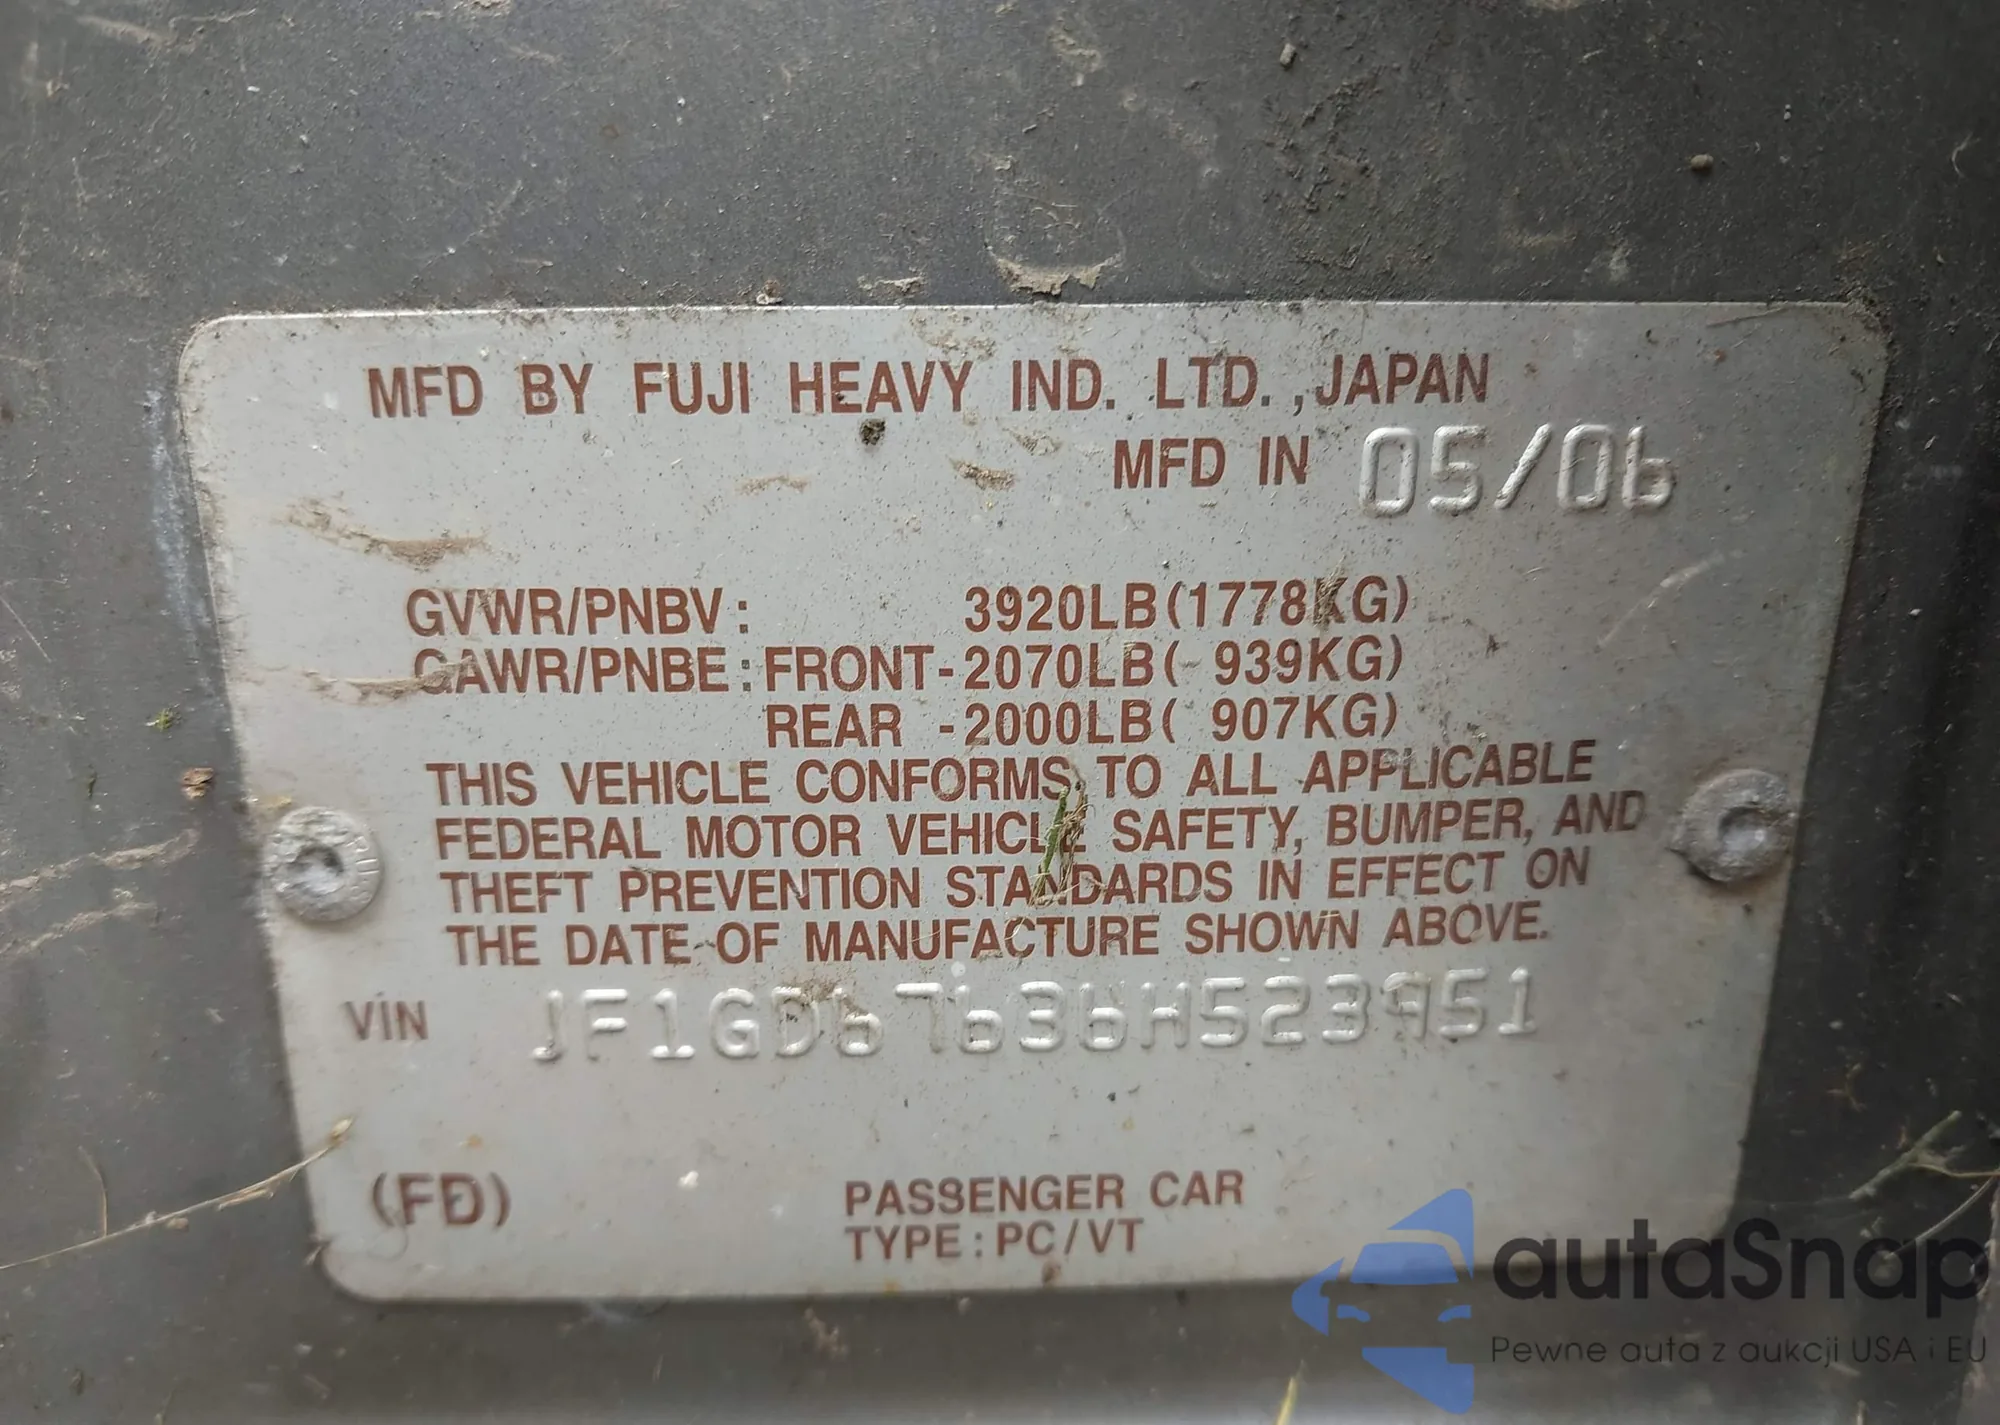 MFD BY FUJI HEAVY IND. LTD., JAPAN
MFD IN 05/06
GVWR/PNBV: 3920LB(1778KG)
GAWR/PNBE: FRONT-2070LB( 939KG)
REAR -2000LB( 907KG)
THIS VEHICLE CONFORMS TO ALL APPLICABLE
FEDERAL MOTOR VEHICLE SAFETY, BUMPER, AND
THEFT PREVENTION STANDARDS IN EFFECT ON
THE DATE OF MANUFACTURE SHOWN ABOVE.
VIN JF1GD67636H523951
(FD)
PASSENGER CAR
TYPE: PC/VT
autaSnap
Pewne auta z aukcji USA i EU